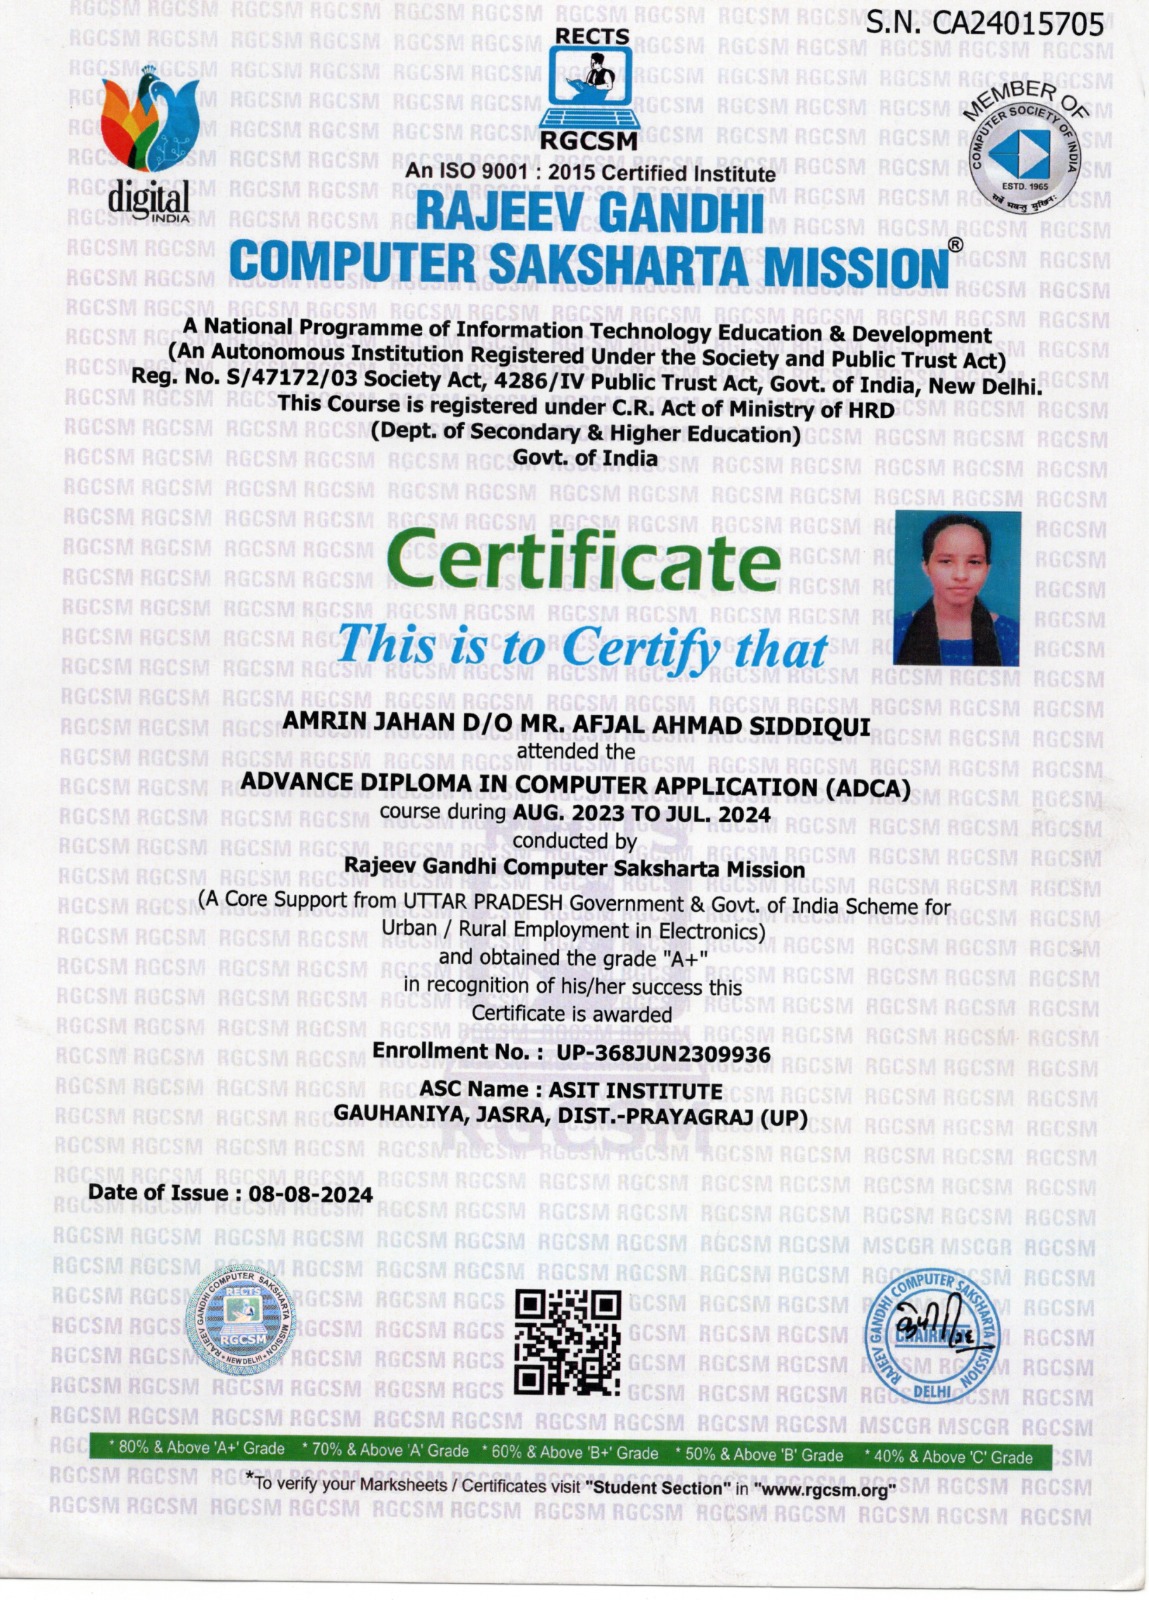 S.N. CA24015705
RECTS
RGCSM
digital
INDIA
MEMBER OF
COMPUTER SOCIETY OF INDIA
ESTD. 1965
An ISO 9001 : 2015 Certified Institute
RAJEEV GANDHI
COMPUTER SAKSHARTA MISSION®
A National Programme of Information Technology Education & Development
(An Autonomous Institution Registered Under the Society and Public Trust Act)
Reg. No. S/47172/03 Society Act, 4286/IV Public Trust Act, Govt. of India, New Delhi.
This Course is registered under C.R. Act of Ministry of HRD
(Dept. of Secondary & Higher Education)
Govt. of India
Certificate
This is to Certify that
AMRIN JAHAN D/O MR. AFJAL AHMAD SIDDIQUI
attended the
ADVANCE DIPLOMA IN COMPUTER APPLICATION (ADCA)
course during AUG. 2023 TO JUL. 2024
conducted by
Rajeev Gandhi Computer Saksharta Mission
(A Core Support from UTTAR PRADESH Government & Govt. of India Scheme for
Urban / Rural Employment in Electronics)
and obtained the grade "A+"
in recognition of his/her success this
Certificate is awarded
Enrollment No. : UP-368JUN2309936
ASC Name : ASIT INSTITUTE
GAUHANIYA, JASRA, DIST.-PRAYAGRAJ (UP)
Date of Issue : 08-08-2024
RAJEEV GANDHI COMPUTER SAKSHARTA MISSION
RECTS
RGCSM
NEW DELHI
RAJEEV GANDHI COMPUTER SAKSHARTA MISSION
CHAIRMAN
DELHI
* 80% & Above 'A+' Grade * 70% & Above 'A' Grade * 60% & Above 'B+' Grade * 50% & Above 'B' Grade * 40% & Above 'C' Grade
*To verify your Marksheets / Certificates visit "Student Section" in "www.rgcsm.org"